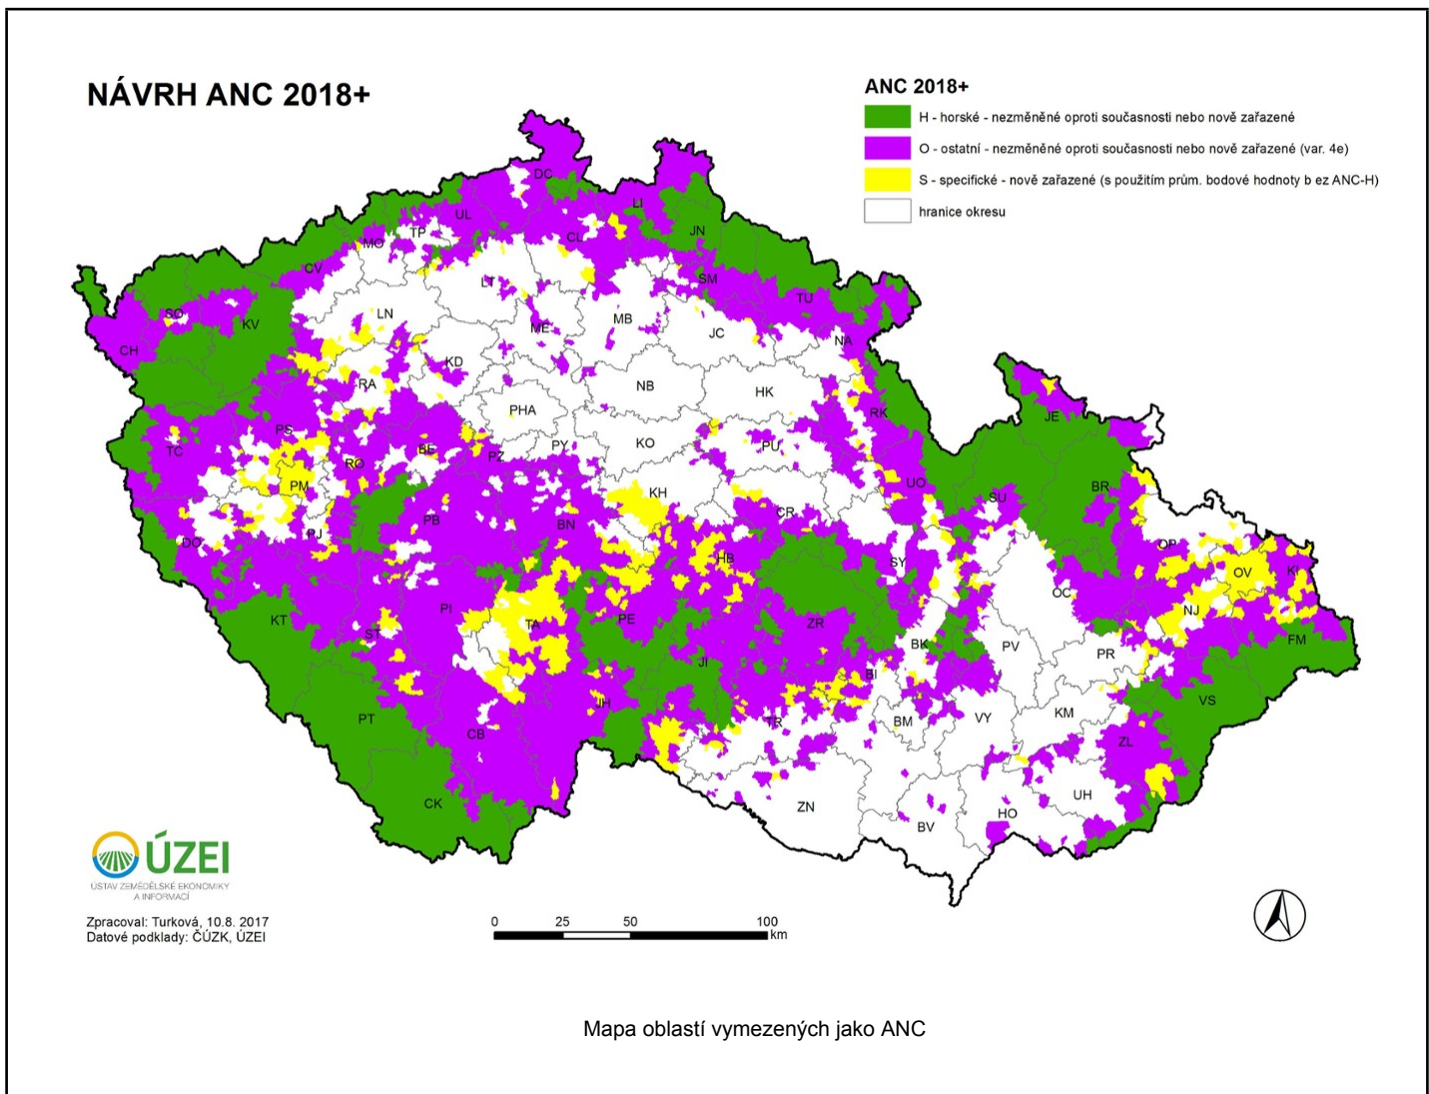 NÁVRH ANC 2018+
ANC 2018+
H - horské - nezměněné oproti současnosti nebo nově zařazené
O - ostatní - nezměněné oproti současnosti nebo nově zařazené (var. 4e)
S - specifické - nově zařazené (s použitím prům. bodové hodnoty b ez ANC-H)
hranice okresu
DC
LI
UL
JN
TP
MO
CL
CV
LT
SM
TU
SO
KV
LN
ME
MB
JC
NA
CH
KD
RA
NB
HK
PHA
RK
JE
PS
TC
BE
PZ
PY
KO
PU
RO
PM
KH
UO
SU
BR
PB
BN
CR
DO
PJ
HB
SY
OP
OV
KI
OC
PI
KT
ST
TA
PE
ZR
NJ
BK
PV
PR
FM
JI
BI
VS
JH
PT
TR
BM
VY
KM
CB
ZL
CK
ZN
BV
HO
UH
ÚZEI
ÚSTAV ZEMĚDĚLSKÉ EKONOMIKY
A INFORMACÍ
Zpracoval: Turková, 10.8. 2017
Datové podklady: ČÚZK, ÚZEI
0 25 50 100
km
Mapa oblastí vymezených jako ANC